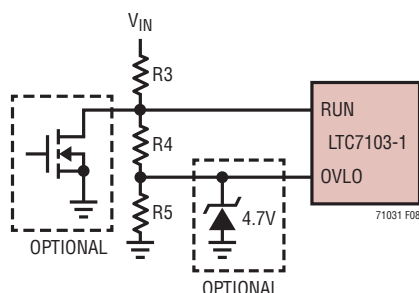 VIN
R3
RUN
R4
LTC7103-1
OVLO
R5
4.7V
71031 F08
OPTIONAL
OPTIONAL